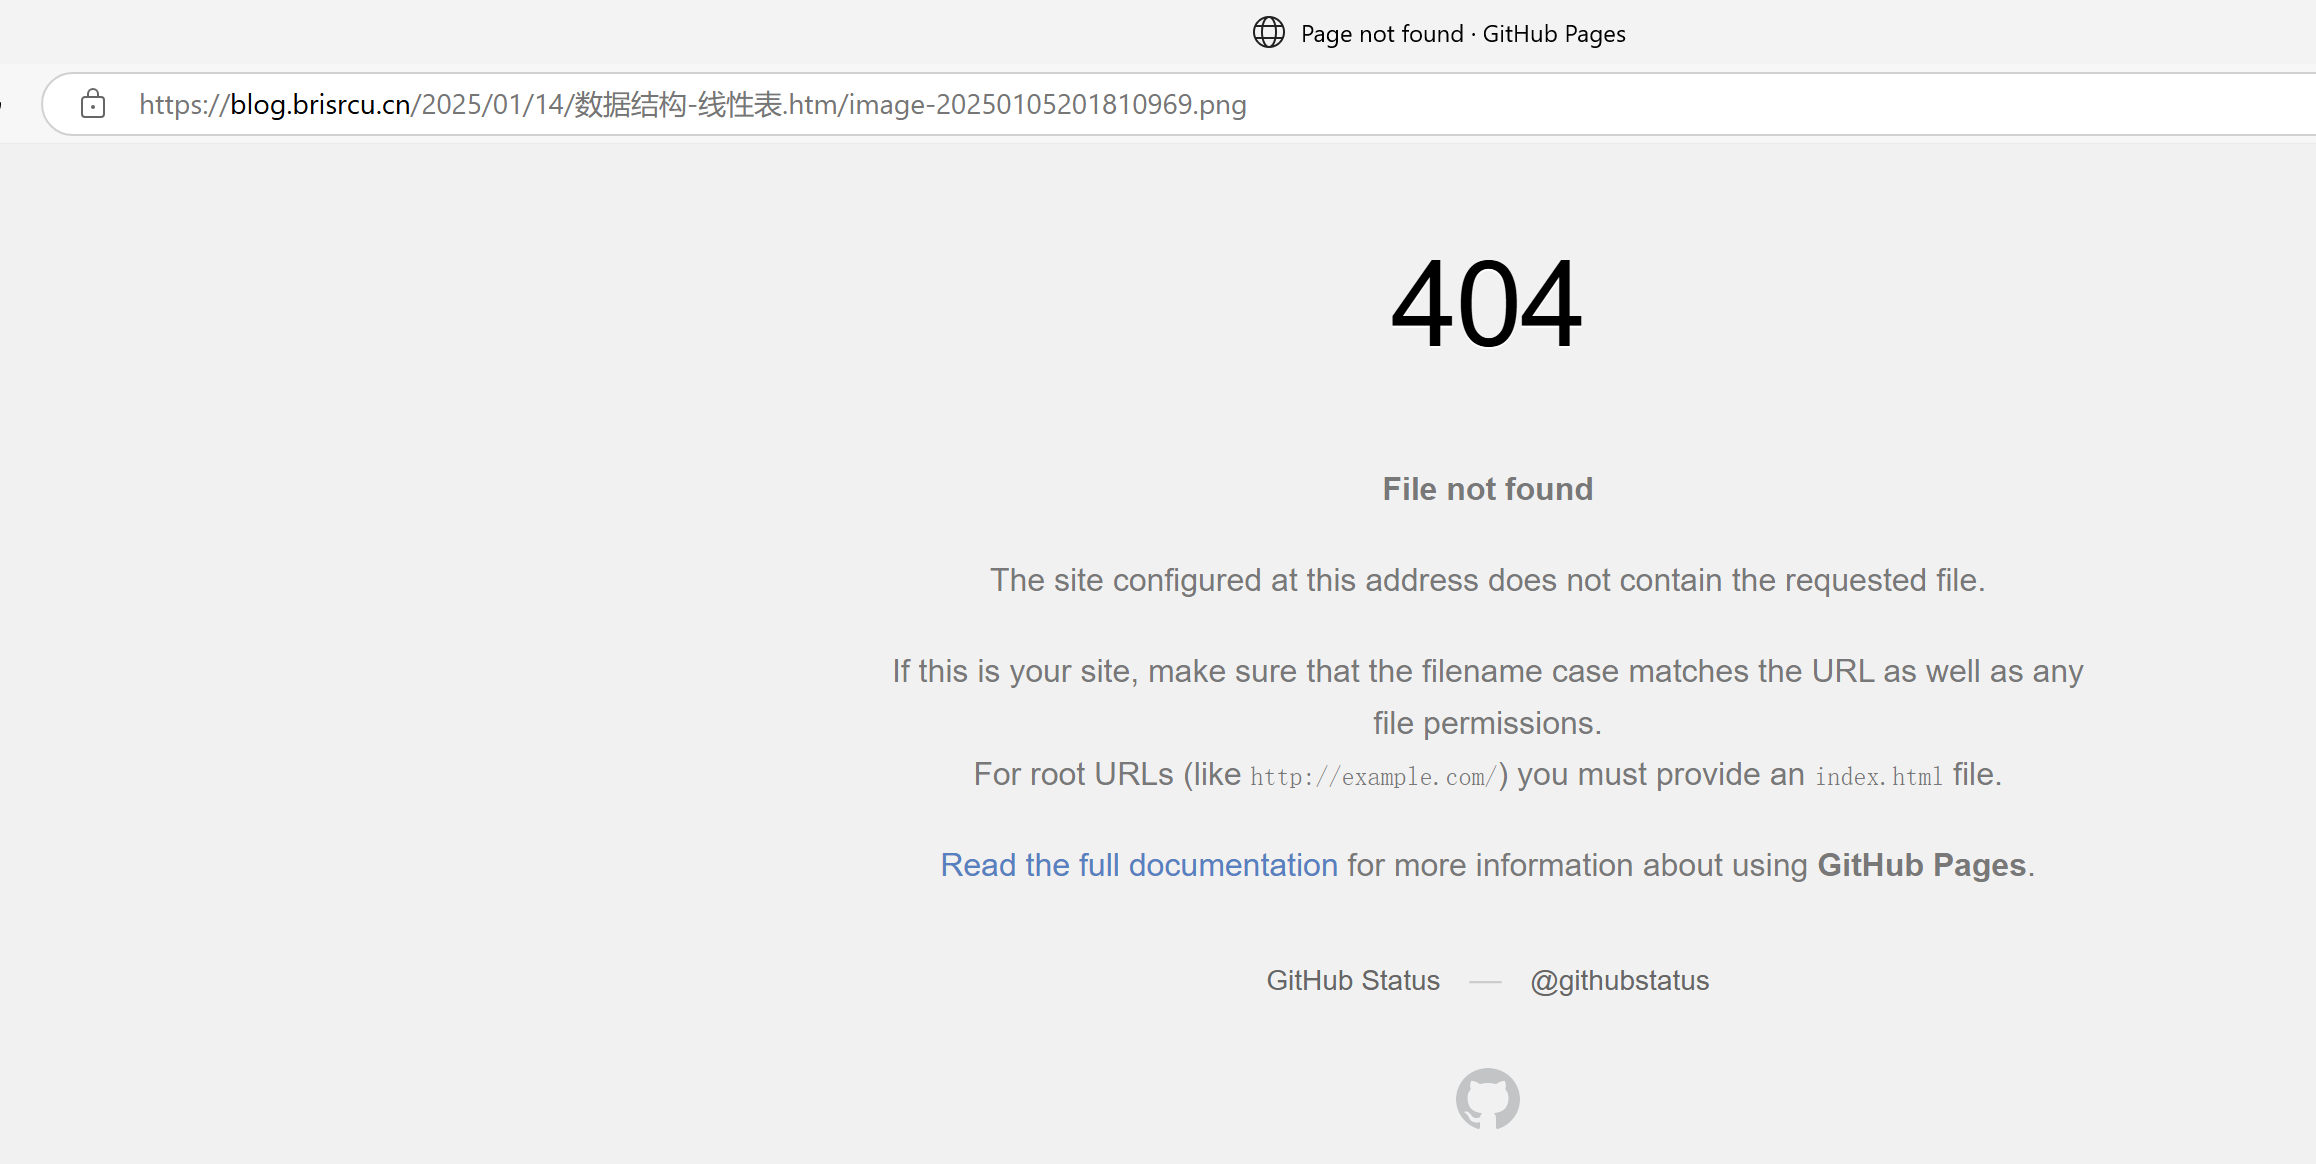 Page not found · GitHub Pages
https://blog.brisrcu.cn/2025/01/14/数据结构-线性表.htm/image-20250105201810969.png
404
File not found
The site configured at this address does not contain the requested file.
If this is your site, make sure that the filename case matches the URL as well as any
file permissions.
For root URLs (like http://example.com/) you must provide an index.html file.
Read the full documentation for more information about using GitHub Pages.
GitHub Status — @githubstatus